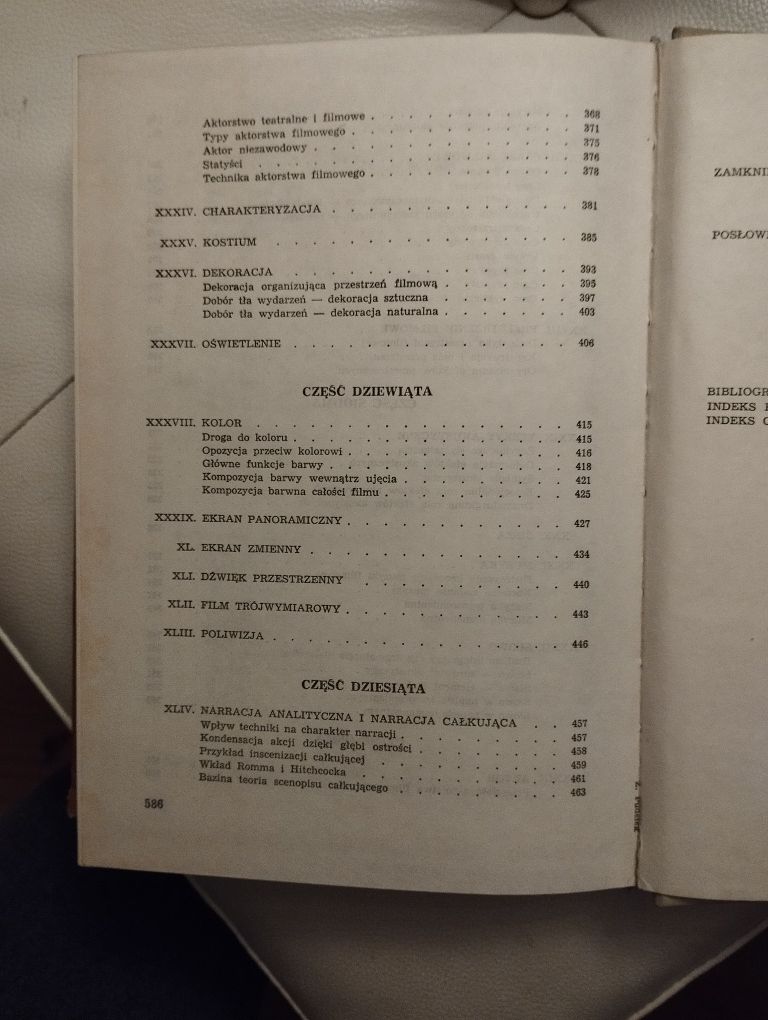 Aktorstwo teatralne i filmowe . . . . . . . . . . . 368
Typy aktorstwa filmowego . . . . . . . . . . . . 371
Aktor niezawodowy . . . . . . . . . . . . . 375
Statyści . . . . . . . . . . . . . . . 376
Technika aktorstwa filmowego . . . . . . . . . . . 378
XXXIV. CHARAKTERYZACJA . . . . . . . . . . . . . 381
XXXV. KOSTIUM . . . . . . . . . . . . . . . 385
XXXVI. DEKORACJA . . . . . . . . . . . . . . 393
Dekoracja organizująca przestrzeń filmową . . . . . . . 395
Dobór tła wydarzeń — dekoracja sztuczna . . . . . . . 397
Dobór tła wydarzeń — dekoracja naturalna . . . . . . . 403
XXXVII. OŚWIETLENIE . . . . . . . . . . . . . . 406
CZĘŚĆ DZIEWIĄTA
XXXVIII. KOLOR . . . . . . . . . . . . . . . 415
Droga do koloru . . . . . . . . . . . . . . 415
Opozycja przeciw kolorowi . . . . . . . . . . . 416
Główne funkcje barwy . . . . . . . . . . . . 418
Kompozycja barwy wewnątrz ujęcia . . . . . . . . . 421
Kompozycja barwna całości filmu . . . . . . . . . 425
XXXIX. EKRAN PANORAMICZNY . . . . . . . . . . . 427
XL. EKRAN ZMIENNY . . . . . . . . . . . . . 434
XLI. DŹWIĘK PRZESTRZENNY . . . . . . . . . . . 440
XLII. FILM TRÓJWYMIAROWY . . . . . . . . . . . 443
XLIII. POLIWIZJA . . . . . . . . . . . . . . . 446
CZĘŚĆ DZIESIĄTA
XLIV. NARRACJA ANALITYCZNA I NARRACJA CAŁKUJĄCA . . 457
Wpływ techniki na charakter narracji . . . . . . . . . 457
Kondensacja akcji dzięki głębi ostrości . . . . . . . . 458
Przykład inscenizacji całkującej . . . . . . . . . . 459
Wkład Romma i Hitchcocka . . . . . . . . . . . 461
Bazina teoria scenopisu całkującego . . . . . . . . . 463
586
ZAMKNI
POSŁOW
BIBLIOGR
INDEKS
INDEKS